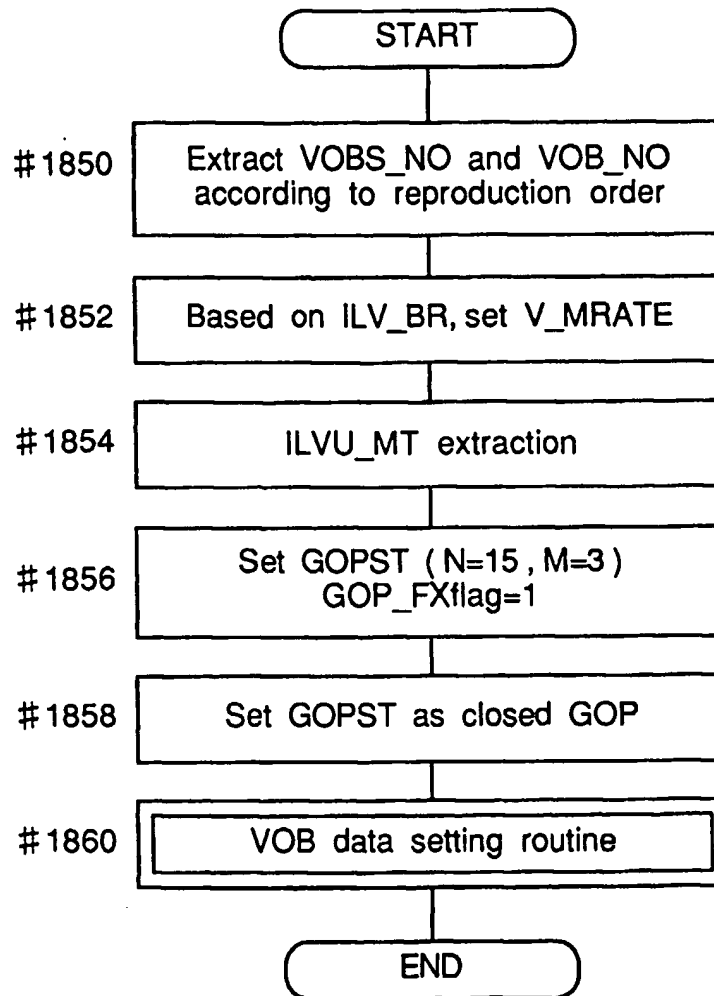 START
#1850
Extract VOBS_NO and VOB_NO
according to reproduction order
#1852
Based on ILV_BR, set V_MRATE
#1854
ILVU_MT extraction
#1856
Set GOPST (N=15, M=3)
GOP_FXflag=1
#1858
Set GOPST as closed GOP
#1860
VOB data setting routine
END